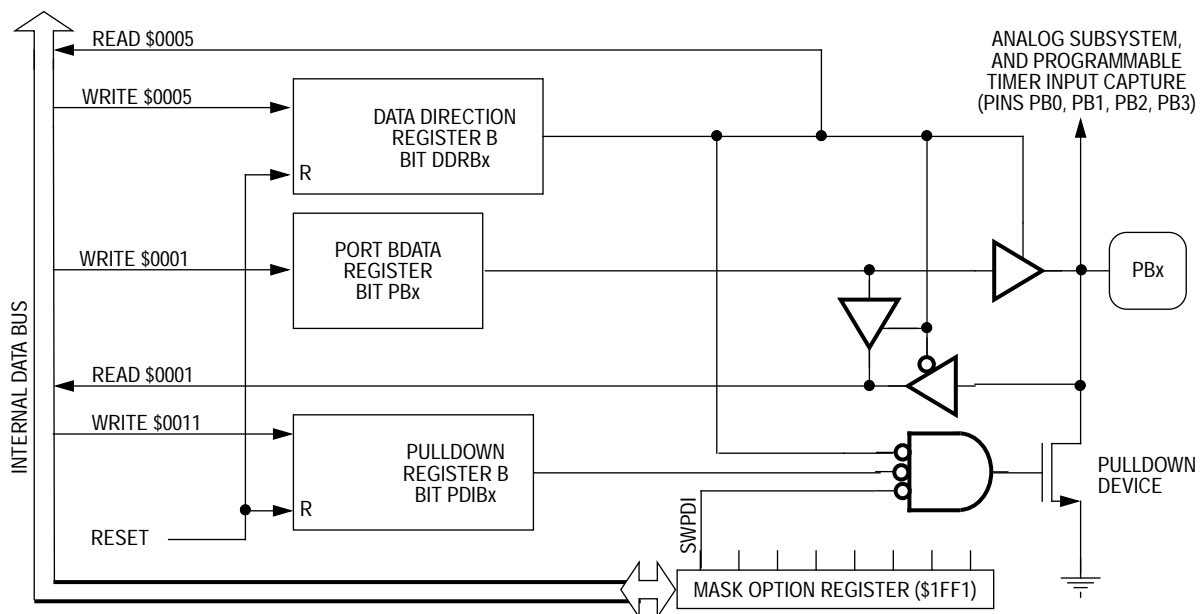 READ $0005
ANALOG SUBSYSTEM,
AND PROGRAMMABLE
TIMER INPUT CAPTURE
(PINS PB0, PB1, PB2, PB3)
WRITE $0005
DATA DIRECTION
REGISTER B
BIT DDRBx
R
WRITE $0001
PORT BDATA
REGISTER
BIT PBx
PBx
INTERNAL DATA BUS
READ $0001
WRITE $0011
PULLDOWN
REGISTER B
BIT PDIBx
R
PULLDOWN
DEVICE
RESET
SWPDI
MASK OPTION REGISTER ($1FF1)